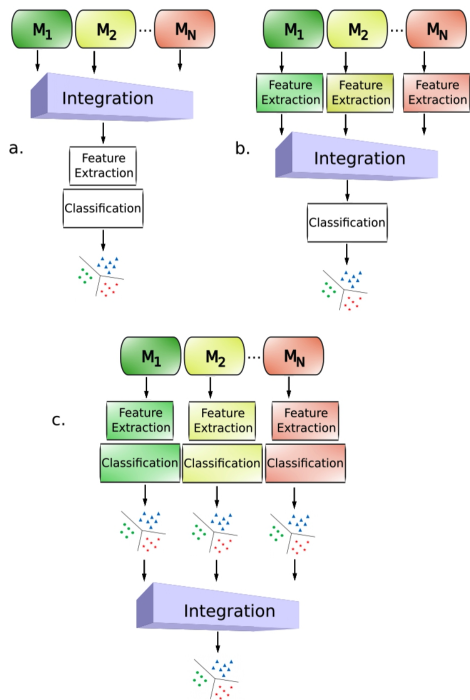 M1 M2 ... MN
Integration
a.
Feature
Extraction
Classification
M1 M2 ... MN
Feature Feature Feature
Extraction Extraction Extraction
b.
Integration
Classification
M1 M2 ... MN
c.
Feature Feature Feature
Extraction Extraction Extraction
Classification Classification Classification
Integration